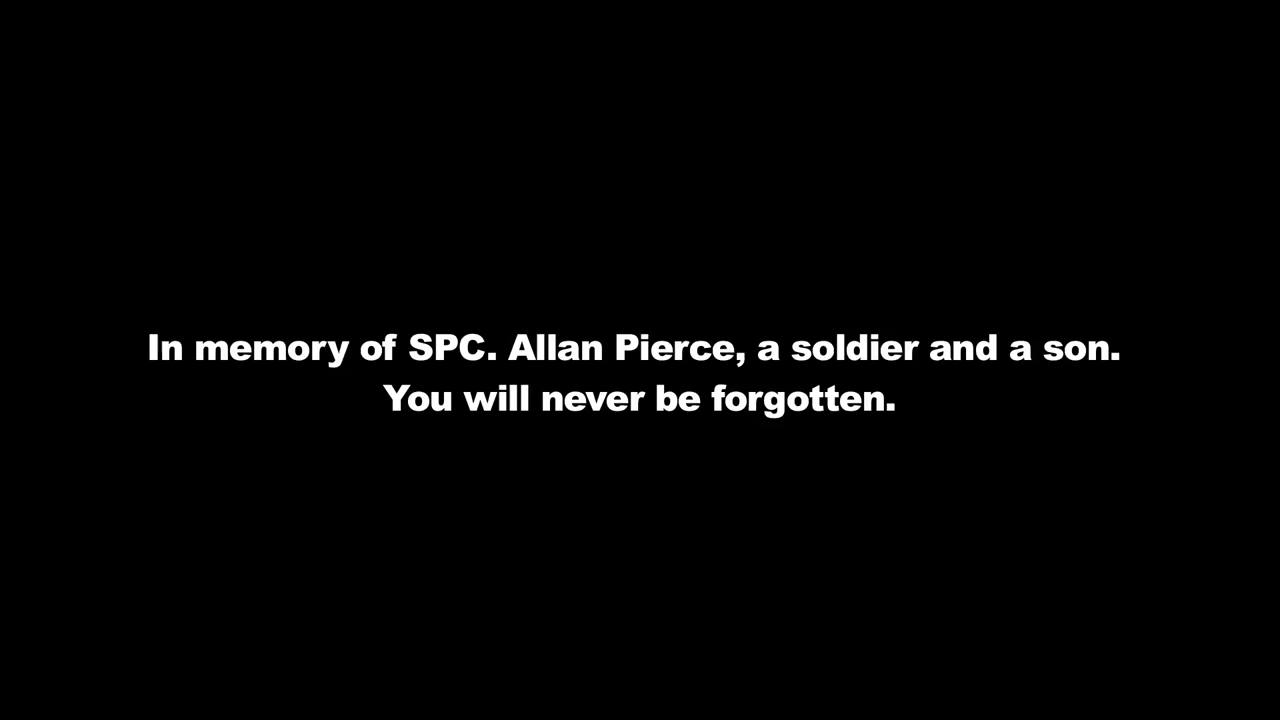 In memory of SPC. Allan Pierce, a soldier and a son.
You will never be forgotten.